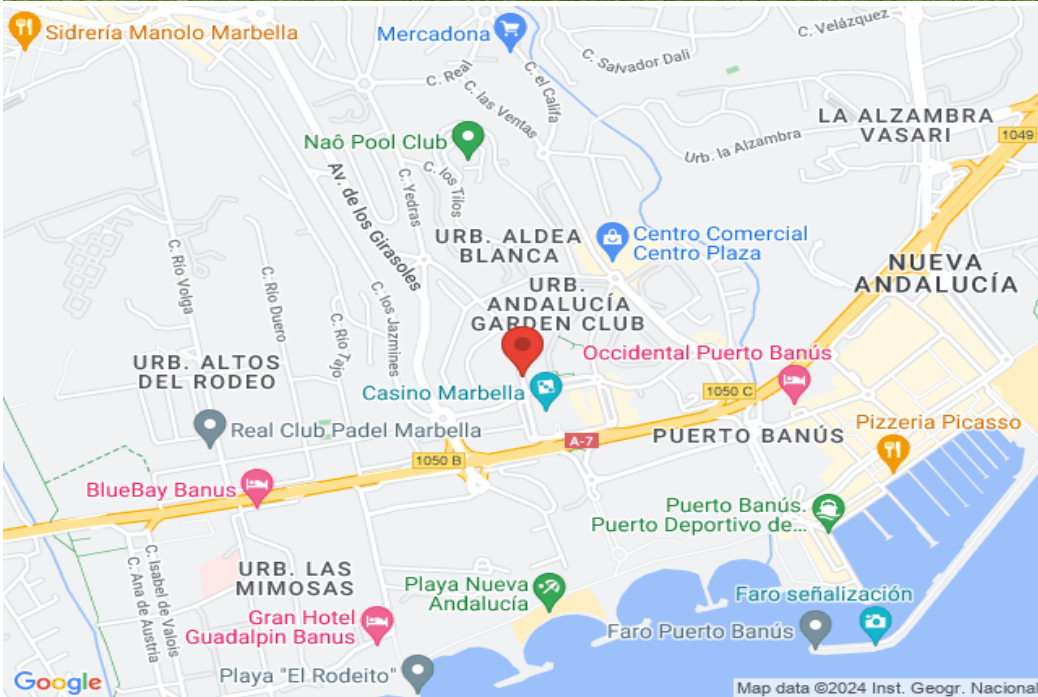 Sidrería Manolo Marbella
Mercadona
C. Velázquez
C. Salvador Dali
C. Real
C. el Califa
C. las Ventas
LA ALZAMBRA
VASARI
1049
Urb. la Alzambra
Naô Pool Club
C. los Tilos
C. Yedras
Av. de los Girasoles
URB. ALDEA
BLANCA
Centro Comercial
Centro Plaza
NUEVA
ANDALUCÍA
C. Río Volga
C. Río Duero
C. Río Tajo
C. los Jazmines
URB.
ANDALUCÍA
GARDEN CLUB
URB. ALTOS
DEL RODEO
Occidental Puerto Banús
Casino Marbella
1050 C
Real Club Padel Marbella
A-7
PUERTO BANÚS
Pizzeria Picasso
1050 B
BlueBay Banus
Puerto Banús.
Puerto Deportivo de...
C. Isabel de Valois
C. Ana de Austria
URB. LAS
MIMOSAS
Playa Nueva
Andalucía
Gran Hotel
Guadalpin Banus
Faro señalización
Faro Puerto Banús
Playa "El Rodeito"
Google
Map data ©2024 Inst. Geogr. Nacional